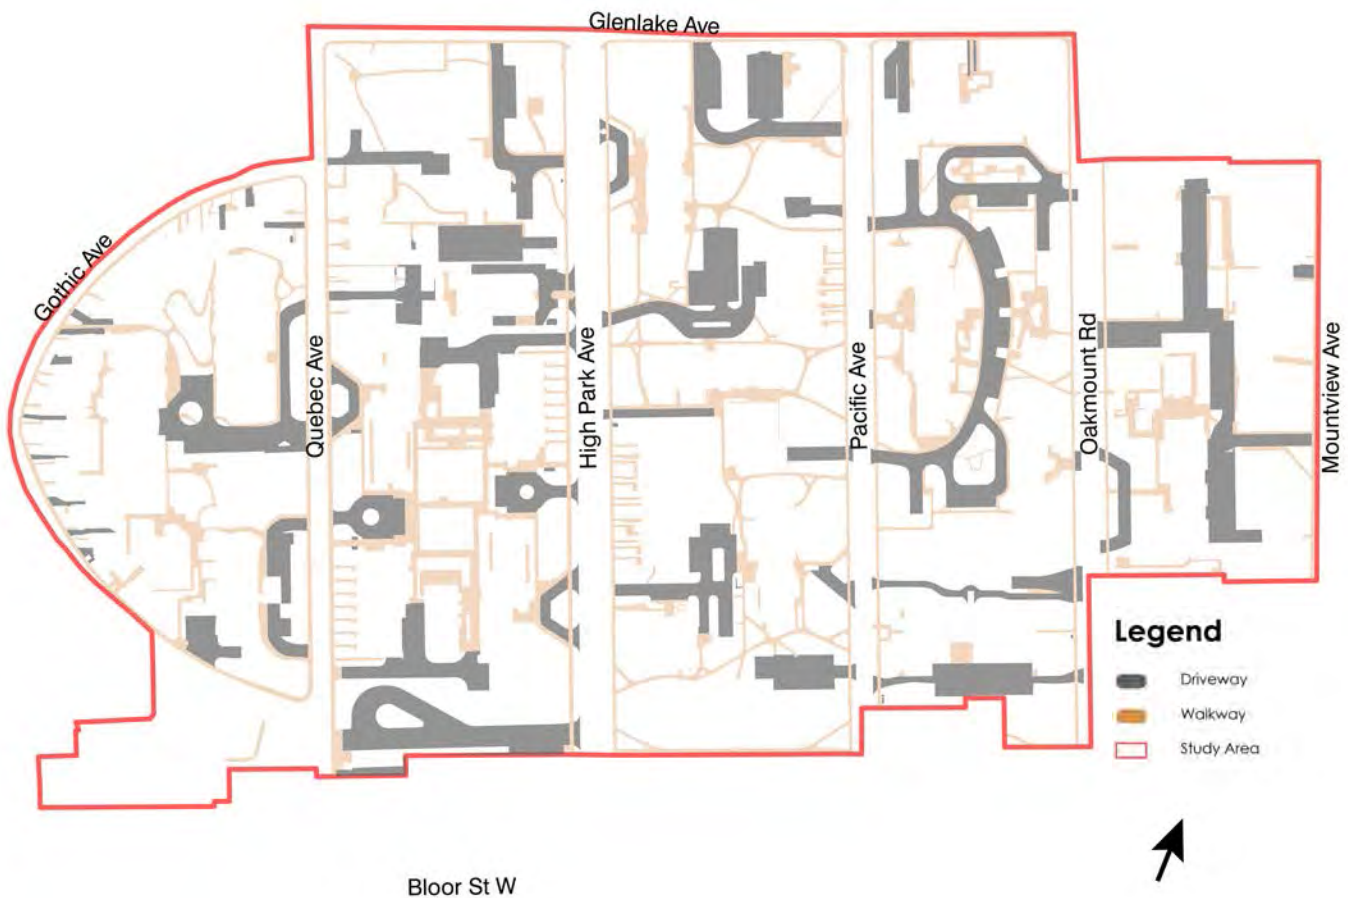 Glenlake Ave
Gothic Ave
Quebec Ave
High Park Ave
Pacific Ave
Oakmount Rd
Mountview Ave
Legend
Driveway
Walkway
Study Area
Bloor St W